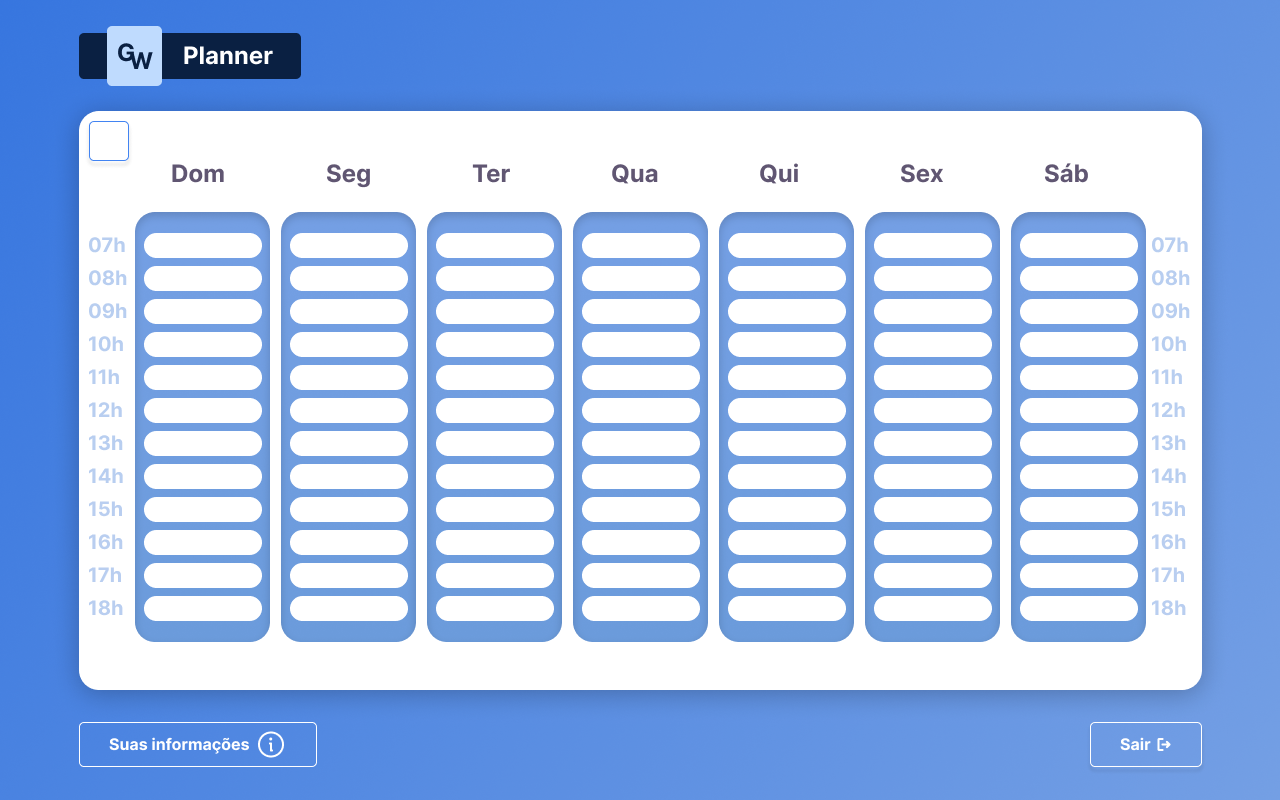 GW Planner
Dom Seg Ter Qua Qui Sex Sáb
07h 07h
08h 08h
09h 09h
10h 10h
11h 11h
12h 12h
13h 13h
14h 14h
15h 15h
16h 16h
17h 17h
18h 18h
Suas informações Sair